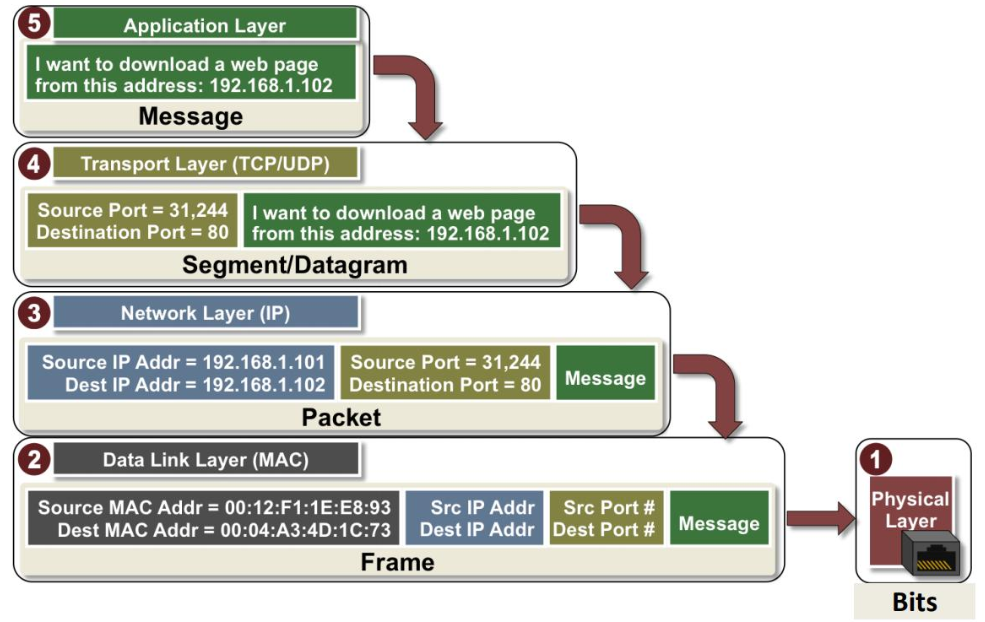 5
Application Layer
I want to download a web page
from this address: 192.168.1.102
Message
4
Transport Layer (TCP/UDP)
Source Port = 31,244
Destination Port = 80
I want to download a web page
from this address: 192.168.1.102
Segment/Datagram
3
Network Layer (IP)
Source IP Addr = 192.168.1.101
Dest IP Addr = 192.168.1.102
Source Port = 31,244
Destination Port = 80
Message
Packet
2
Data Link Layer (MAC)
Source MAC Addr = 00:12:F1:1E:E8:93
Dest MAC Addr = 00:04:A3:4D:1C:73
Src IP Addr
Dest IP Addr
Src Port #
Dest Port #
Message
Frame
1
Physical
Layer
Bits